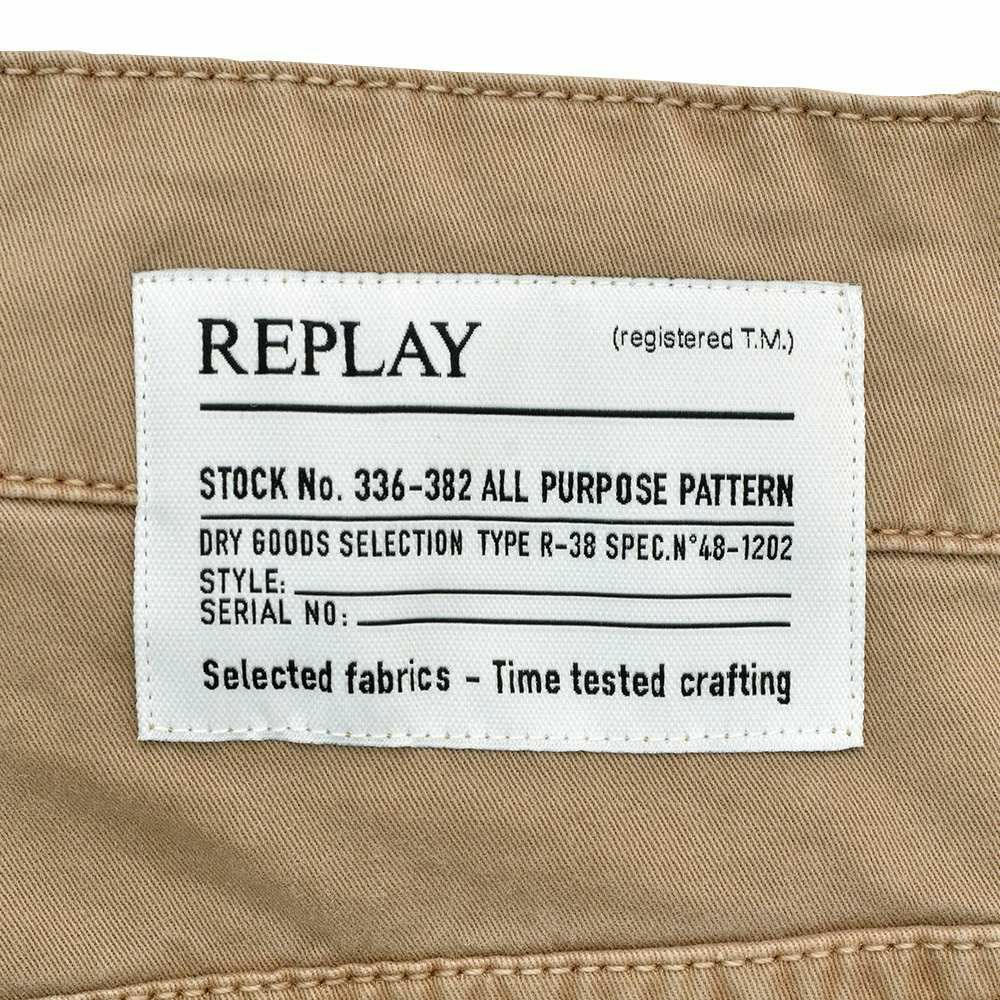 REPLAY (registered T.M.)
STOCK No. 336-382 ALL PURPOSE PATTERN
DRY GOODS SELECTION TYPE R-38 SPEC.N°48-1202
STYLE:
SERIAL NO:
Selected fabrics - Time tested crafting